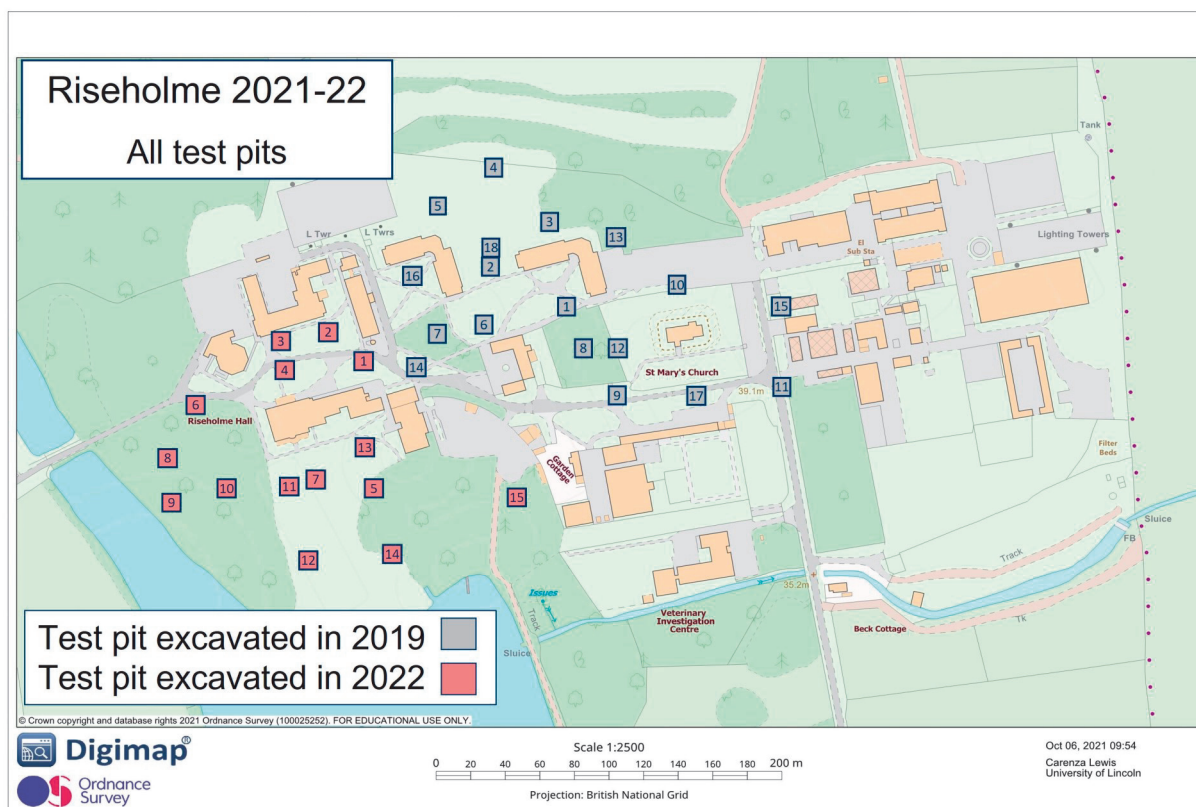 Riseholme 2021-22
All test pits
4
5
3
13
18
2
16
10
1
15
6
7
8
12
14
9
17
11
2
3
1
4
6
13
8
7
11
10
5
9
15
12
14
Tank
L Twr
L Twrs
El
Sub Sta
Lighting Towers
St Mary's Church
39.1m
Riseholme Hall
Garden
Cottage
Filter
Beds
Sluice
FB
Track
Issues
35.2m
Track
Veterinary
Investigation
Centre
Beck Cottage
Tk
Sluice
Test pit excavated in 2019
Test pit excavated in 2022
© Crown copyright and database rights 2021 Ordnance Survey (100025252). FOR EDUCATIONAL USE ONLY.
Digimap®
Ordnance
Survey
Scale 1:2500
0 20 40 60 80 100 120 140 160 180 200 m
Projection: British National Grid
Oct 06, 2021 09:54
Carenza Lewis
University of Lincoln